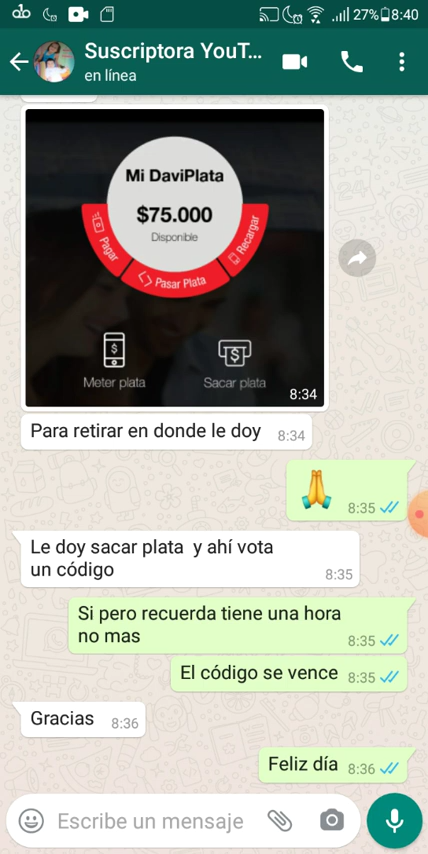 27% 8:40
Suscriptora YouT...
en línea
Mi DaviPlata
$75.000
Disponible
Pagar
Pasar Plata
Recargar
Meter plata
Sacar plata
8:34
Para retirar en donde le doy 8:34
8:35
Le doy sacar plata y ahí vota
un código
8:35
Si pero recuerda tiene una hora
no mas
8:35
El código se vence 8:35
Gracias 8:36
Feliz día 8:36
Escribe un mensaje